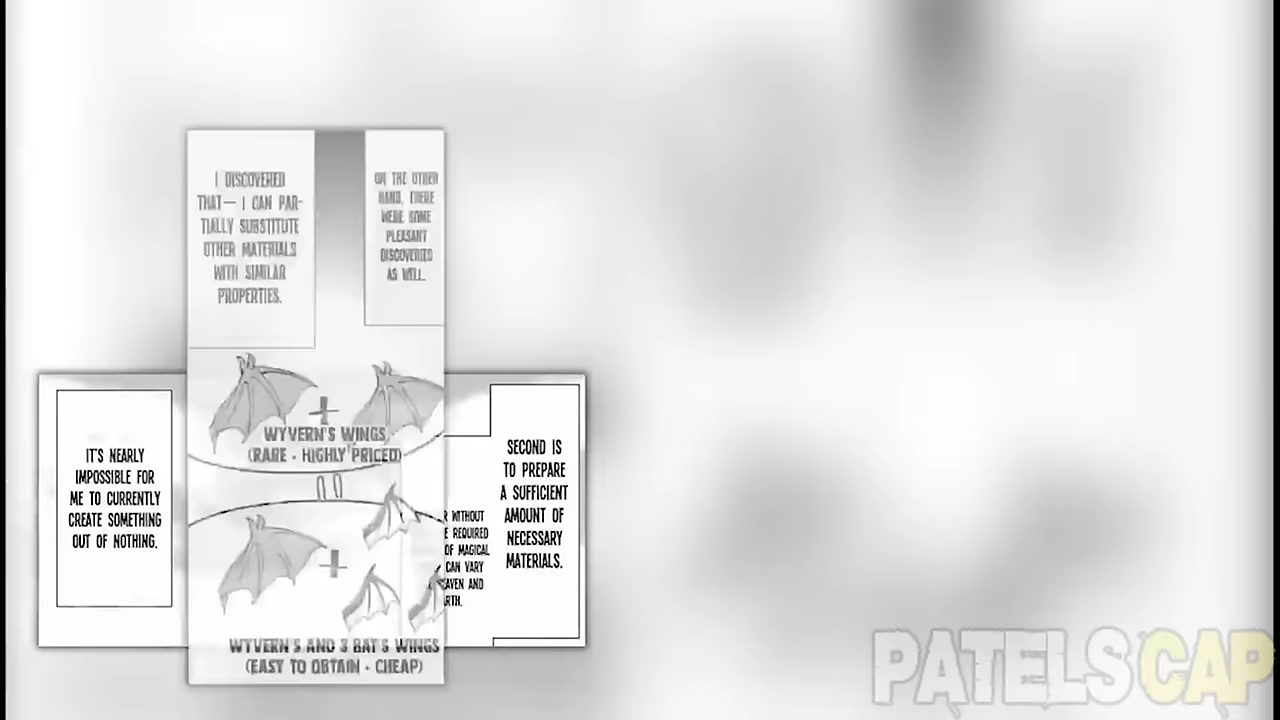 I DISCOVERED
THAT— I CAN PAR-
TIALLY SUBSTITUTE
OTHER MATERIALS
WITH SIMILAR
PROPERTIES.
ON THE OTHER
HAND, THERE
WERE SOME
PLEASANT
DISCOVERIES
AS WELL.
WYVERN'S WINGS
(RARE - HIGHLY PRICED)
WYVERN'S AND 3 BAT'S WINGS
(EASY TO OBTAIN - CHEAP)
IT'S NEARLY
IMPOSSIBLE FOR
ME TO CURRENTLY
CREATE SOMETHING
OUT OF NOTHING.
SECOND IS
TO PREPARE
A SUFFICIENT
AMOUNT OF
NECESSARY
MATERIALS.
WITHOUT
REQUIRED
OF MAGICAL
CAN VARY
AND
PATELSCAP